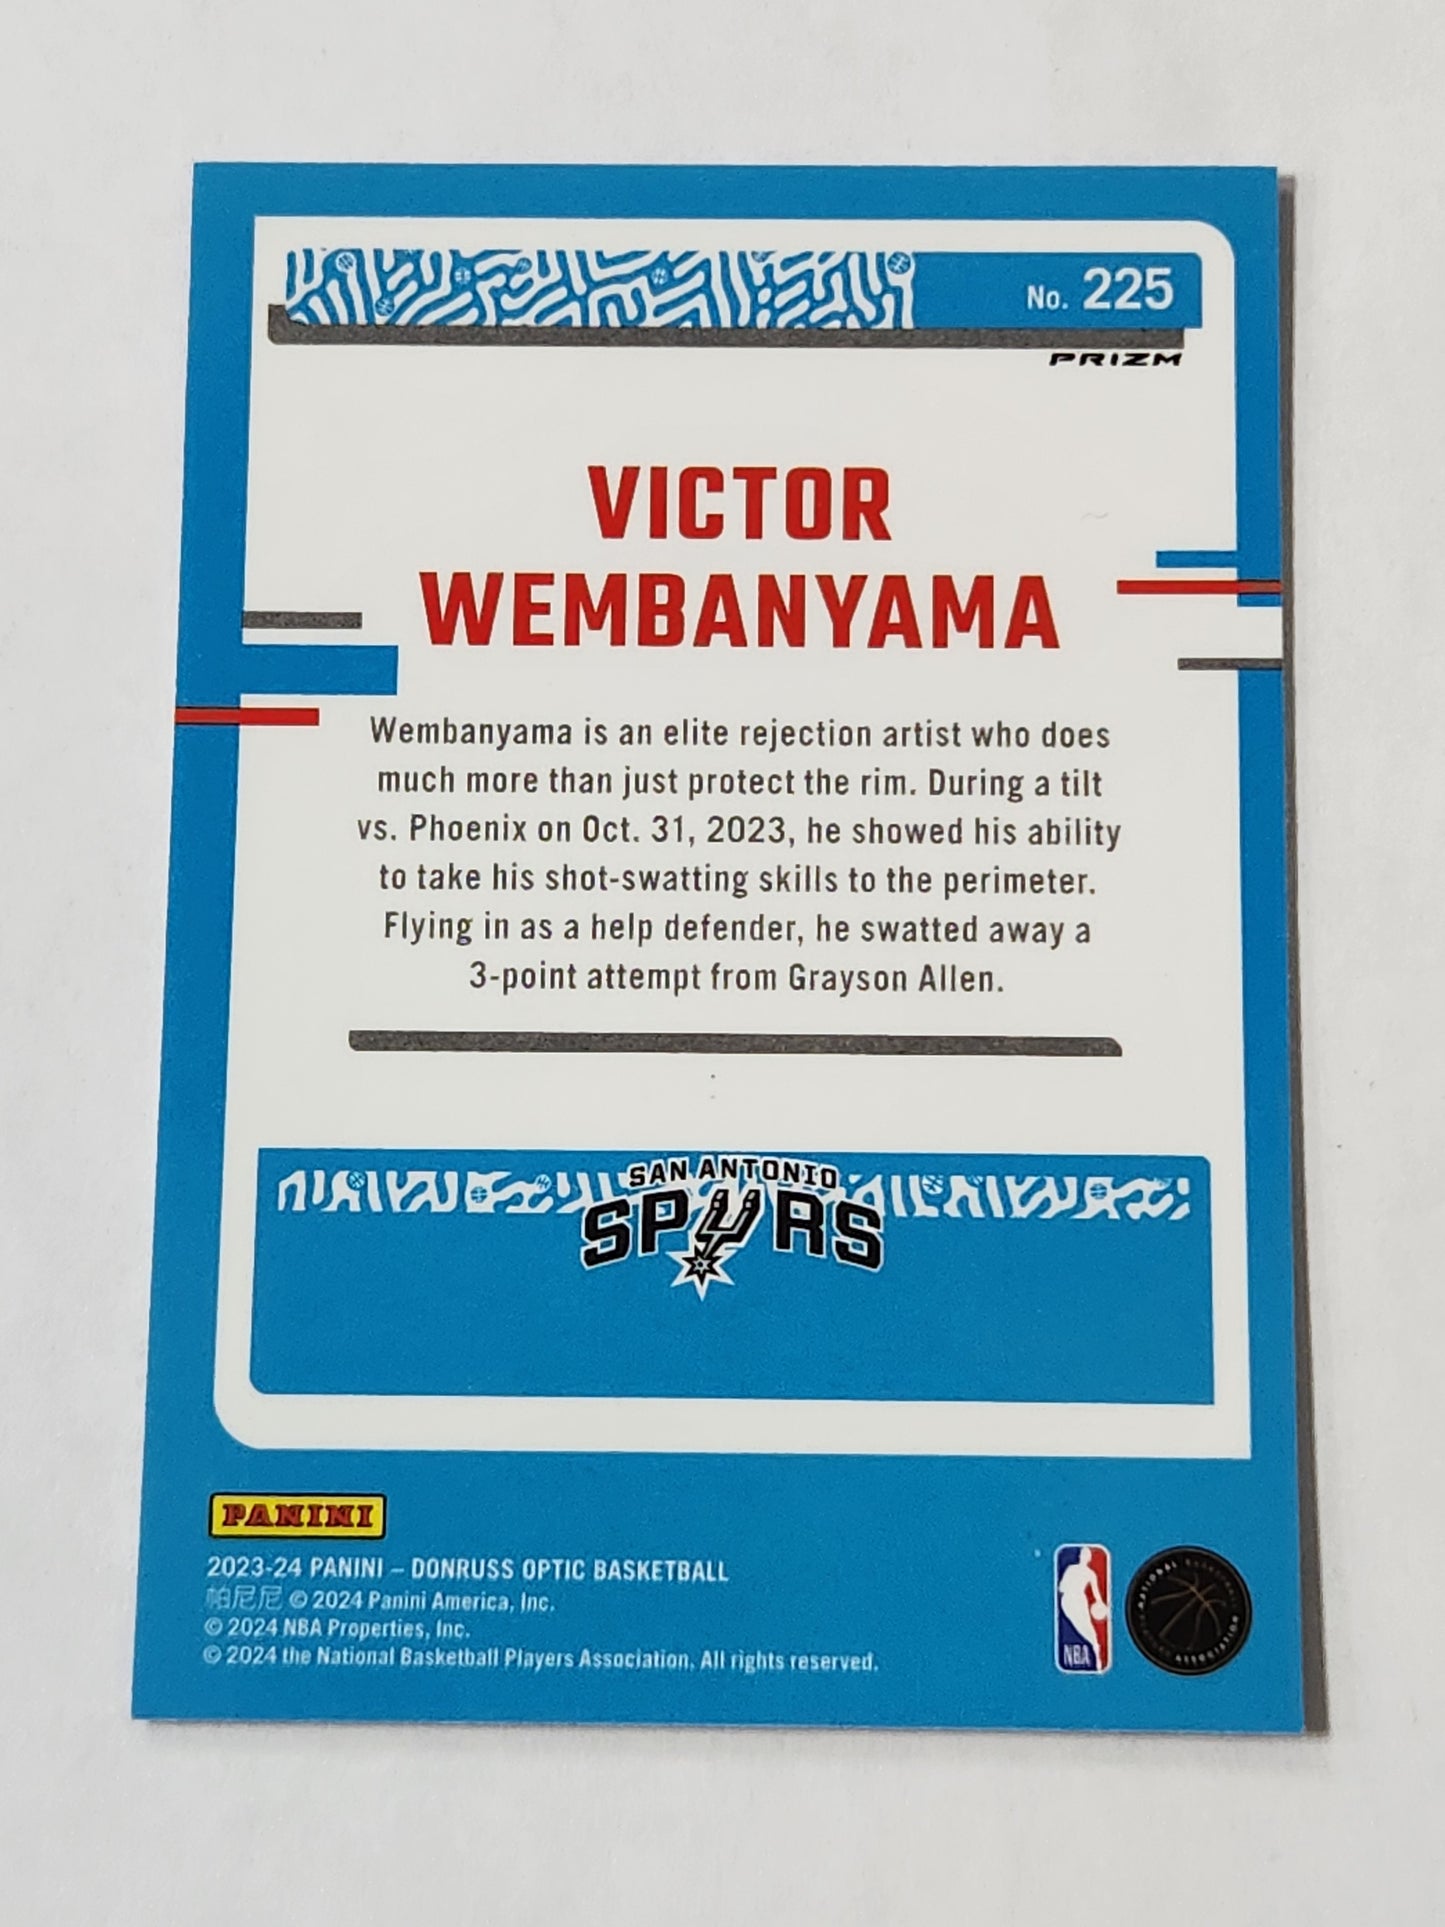 No. 225
PRIZM
VICTOR
WEMBANYAMA
Wembanyama is an elite rejection artist who does
much more than just protect the rim. During a tilt
vs. Phoenix on Oct. 31, 2023, he showed his ability
to take his shot-swatting skills to the perimeter.
Flying in as a help defender, he swatted away a
3-point attempt from Grayson Allen.
SAN ANTONIO
SPURS
PANINI
2023-24 PANINI – DONRUSS OPTIC BASKETBALL
帕尼尼 © 2024 Panini America, Inc.
© 2024 NBA Properties, Inc.
© 2024 the National Basketball Players Association. All rights reserved.
NBA
NATIONAL BASKETBALL
ASSOCIATION